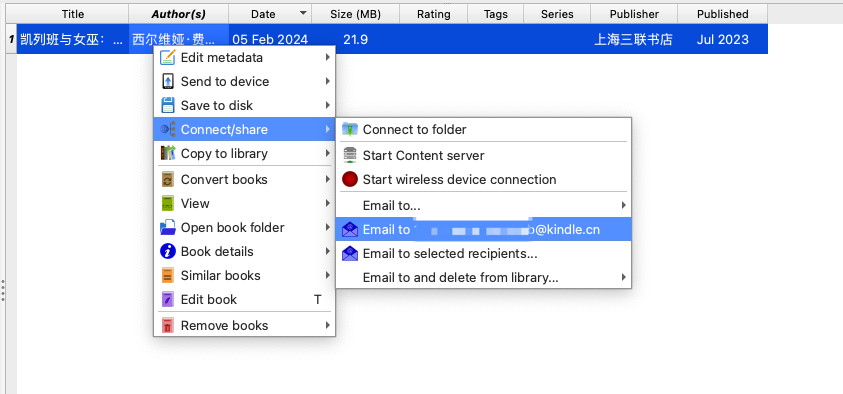 Title Author(s) Date Size (MB) Rating Tags Series Publisher Published
1 凯列班与女巫：... 西尔维娅·费... 05 Feb 2024 21.9 上海三联书店 Jul 2023
Edit metadata
Send to device
Save to disk
Connect/share
Copy to library
Convert books
View
Open book folder
Book details
Similar books
Edit book T
Remove books
Connect to folder
Start Content server
Start wireless device connection
Email to...
Email to @kindle.cn
Email to selected recipients...
Email to and delete from library...